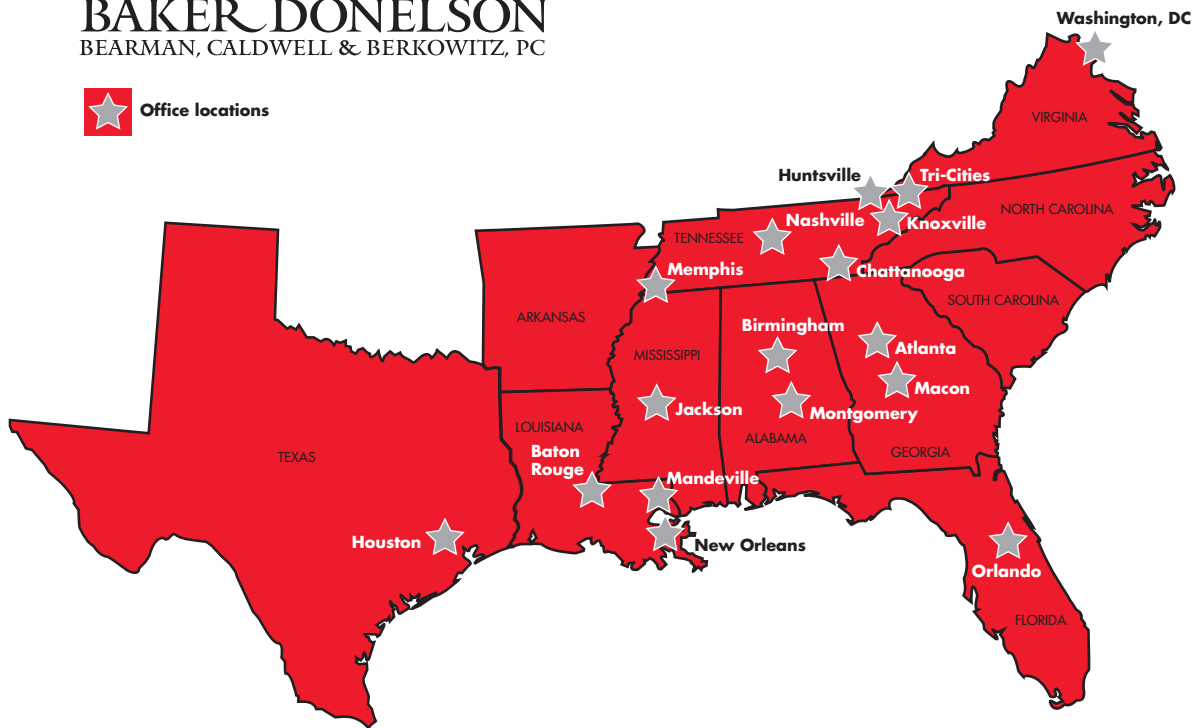 BAKER DONELSON
BEARMAN, CALDWELL & BERKOWITZ, PC
Washington, DC
Office locations
VIRGINIA
Huntsville
Tri-Cities
NORTH CAROLINA
Nashville
Knoxville
TENNESSEE
Memphis
Chattanooga
SOUTH CAROLINA
ARKANSAS
Birmingham
MISSISSIPPI
Atlanta
Macon
Jackson
Montgomery
LOUISIANA
ALABAMA
Baton
Rouge
GEORGIA
TEXAS
Mandeville
Houston
New Orleans
Orlando
FLORIDA